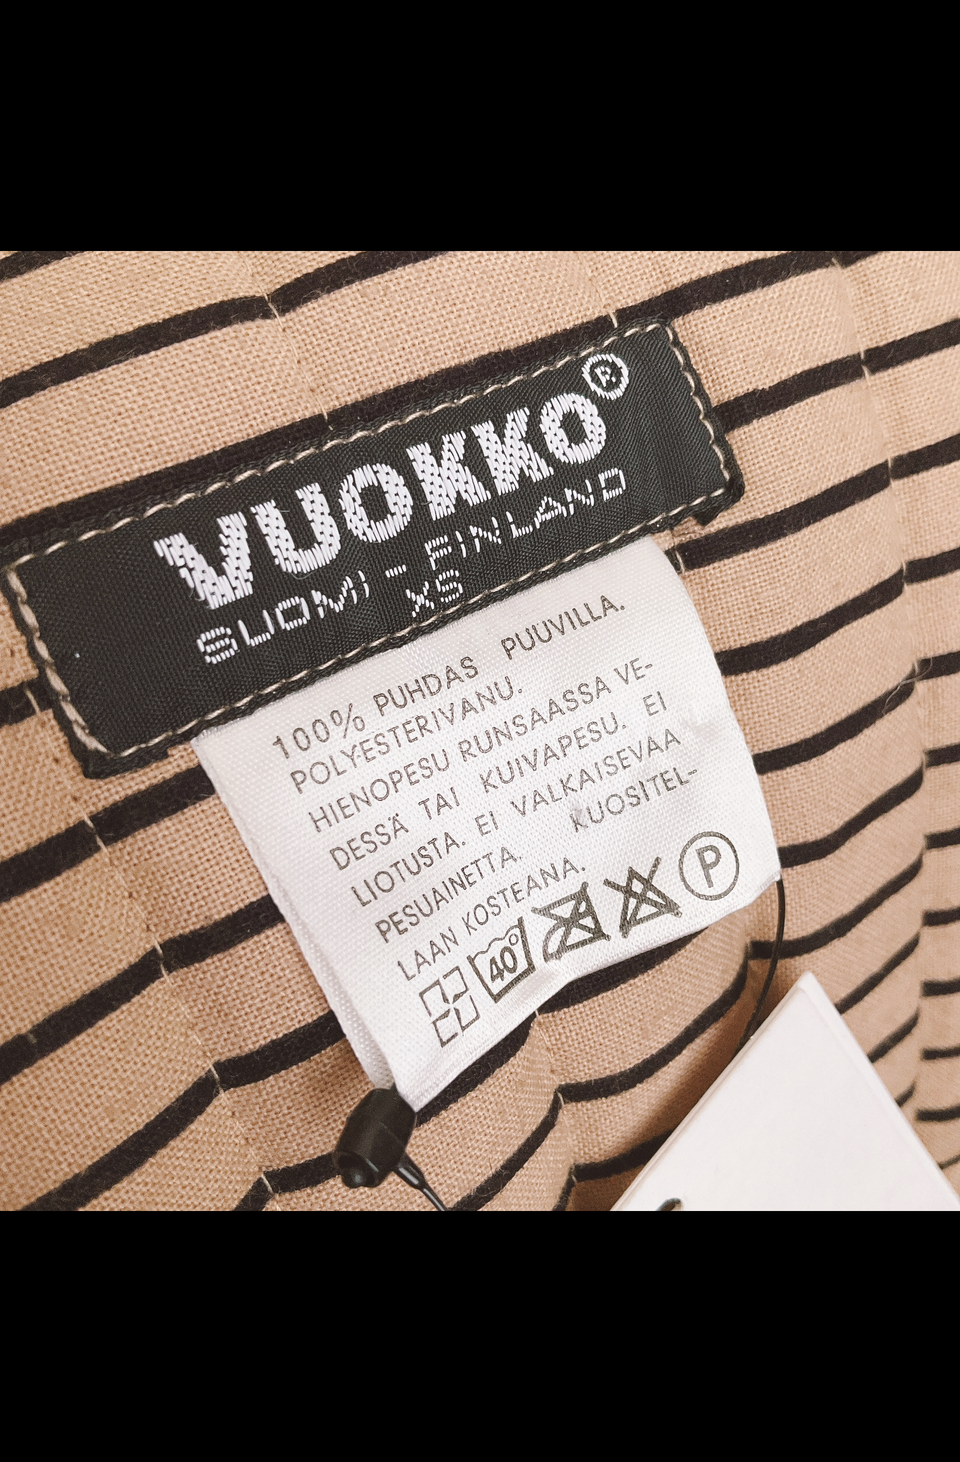 VUOKKO®
SUOMI - FINLAND
XS
100% PUHDAS PUUVILLA.
POLYESTERIVANU.
HIENOPESU RUNSAASSA VE-
DESSÄ TAI KUIVAPESU. EI
LIOTUSTA. EI VALKAISEVAA
PESUAINETTA. KUOSITEL-
LAAN KOSTEANA.
40° P